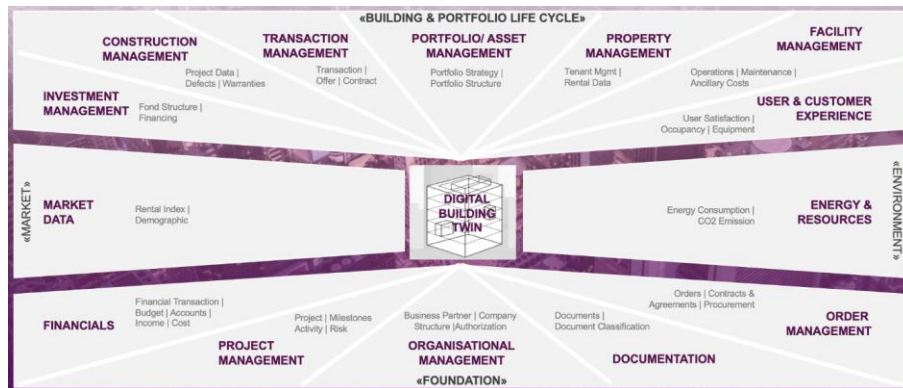 «BUILDING & PORTFOLIO LIFE CYCLE»
CONSTRUCTION
MANAGEMENT
Project Data |
Defects | Warranties
TRANSACTION
MANAGEMENT
Transaction |
Offer | Contract
PORTFOLIO/ ASSET
MANAGEMENT
Portfolio Strategy |
Portfolio Structure
PROPERTY
MANAGEMENT
Tenant Mgmt |
Rental Data
FACILITY
MANAGEMENT
Operations | Maintenance |
Ancillary Costs
INVESTMENT
MANAGEMENT
Fond Structure |
Financing
USER & CUSTOMER
EXPERIENCE
User Satisfaction |
Occupancy | Equipment
«MARKET»
MARKET
DATA
Rental Index |
Demographic
DIGITAL
BUILDING
TWIN
Energy Consumption |
CO2 Emission
ENERGY &
RESOURCES
«ENVIRONMENT»
FINANCIALS
Financial Transaction |
Budget | Accounts |
Income | Cost
Project | Milestones
Activity | Risk
PROJECT
MANAGEMENT
Business Partner | Company
Structure |Authorization
ORGANISATIONAL
MANAGEMENT
Documents |
Document Classification
DOCUMENTATION
Orders | Contracts &
Agreements | Procurement
ORDER
MANAGEMENT
«FOUNDATION»